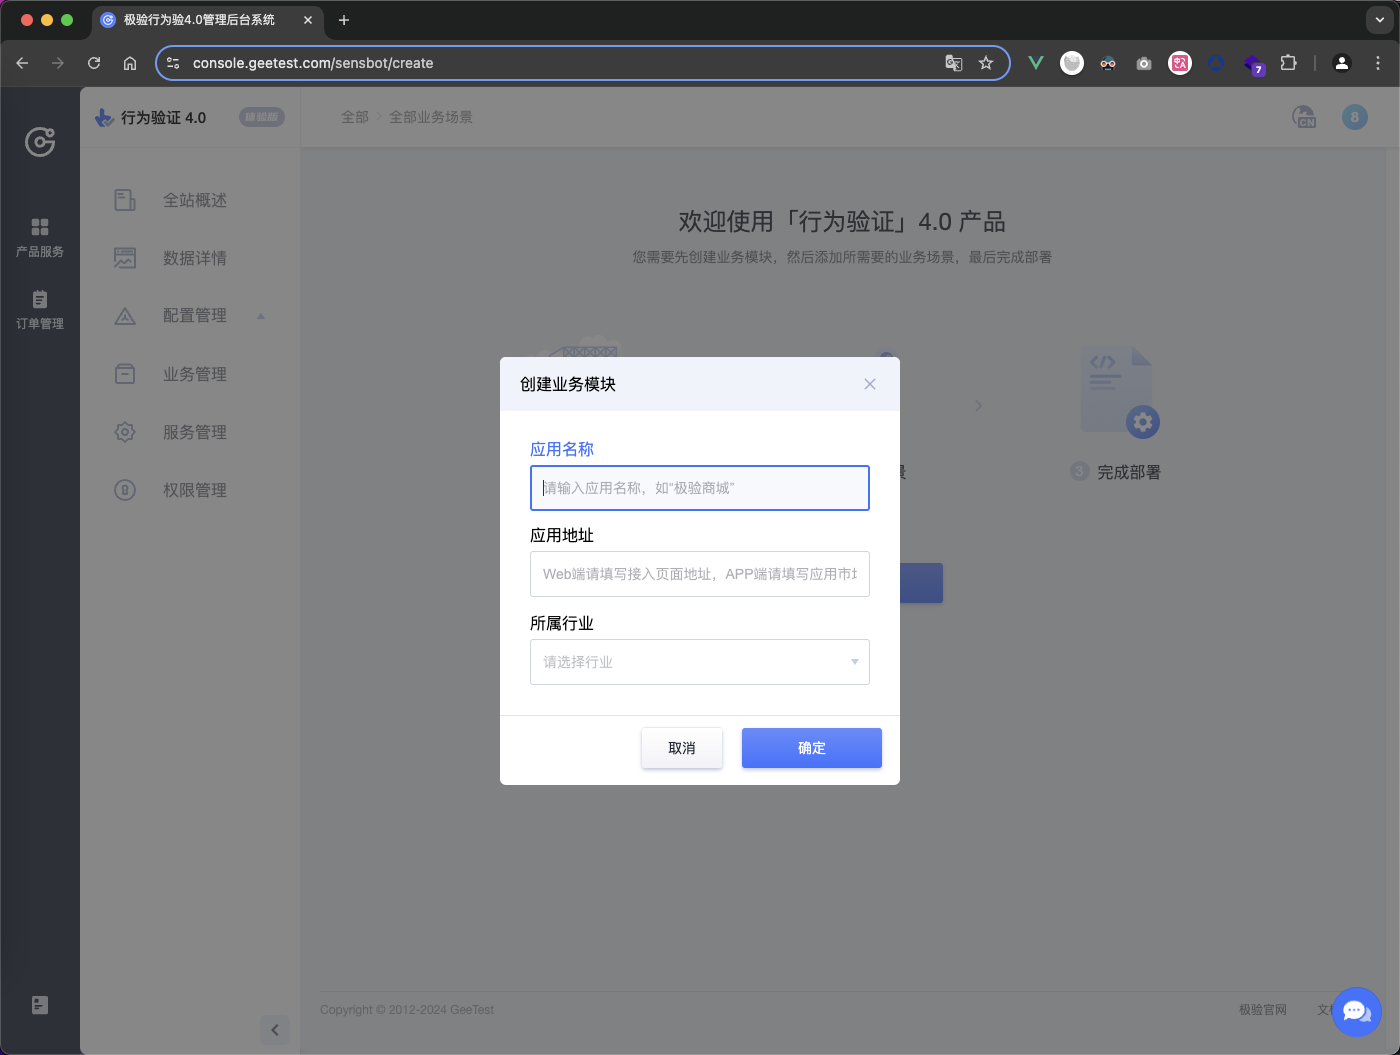 极验行为验4.0管理后台系统
console.geetest.com/sensbot/create
7
行为验证 4.0
体验版
全部
全部业务场景
CN
8
产品服务
订单管理
全站概述
数据详情
配置管理
业务管理
服务管理
权限管理
欢迎使用「行为验证」4.0 产品
您需要先创建业务模块，然后添加所需要的业务场景，最后完成部署
3 完成部署
创建业务模块
应用名称
请输入应用名称，如“极验商城”
应用地址
Web端请填写接入页面地址，APP端请填写应用市
所属行业
请选择行业
取消
确定
Copyright © 2012-2024 GeeTest
极验官网